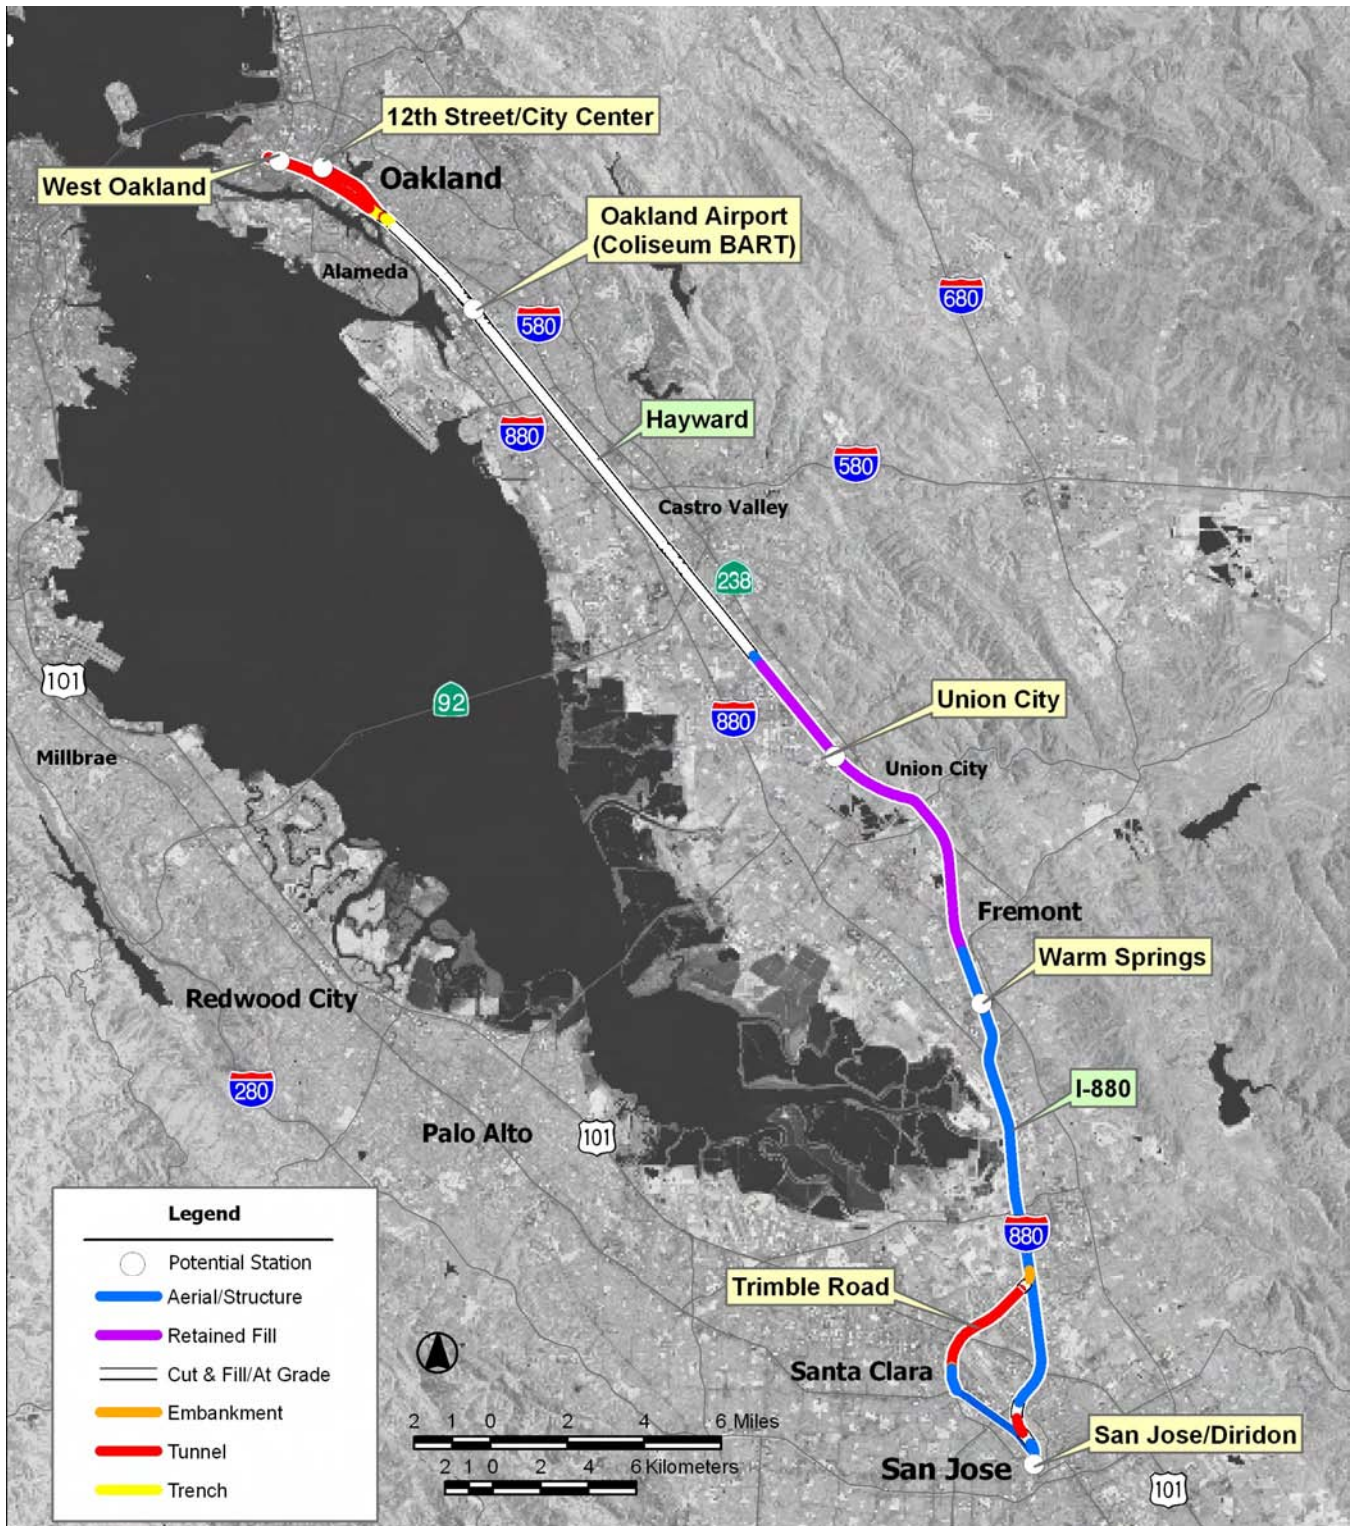 12th Street/City Center
West Oakland
Oakland
Oakland Airport
(Coliseum BART)
Alameda
680
580
Hayward
880
580
Castro Valley
238
101
92
Union City
880
Millbrae
Union City
Fremont
Warm Springs
Redwood City
280
I-880
Palo Alto
101
Legend
880
Potential Station
Trimble Road
Aerial/Structure
Retained Fill
Santa Clara
Cut & Fill/At Grade
Embankment
2 1 0 2 4 6 Miles
San Jose/Diridon
Tunnel
2 1 0 2 4 6 Kilometers
San Jose
Trench
101